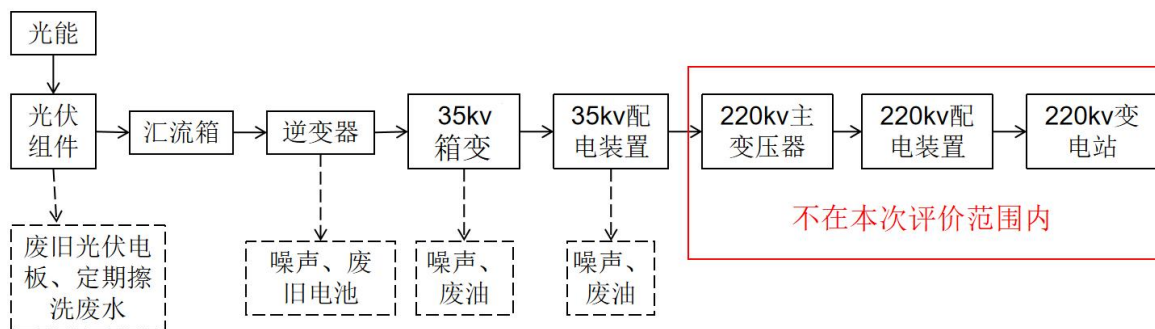 光能
光伏
组件
汇流箱
逆变器
35kv
箱变
35kv配
电装置
220kv主
变压器
220kv配
电装置
220kv变
电站
不在本次评价范围内
废旧光伏电
板、定期擦
洗废水
噪声、废
旧电池
噪声、
废油
噪声、
废油